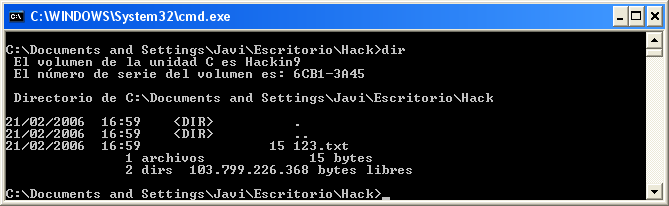 C:\WINDOWS\System32\cmd.exe
C:\Documents and Settings\Javi\Escritorio\Hack>dir
El volumen de la unidad C es Hackin9
El número de serie del volumen es: 6CB1-3A45
Directorio de C:\Documents and Settings\Javi\Escritorio\Hack
21/02/2006  16:59    <DIR>          .
21/02/2006  16:59    <DIR>          ..
21/02/2006  16:59                15 123.txt
1 archivos             15 bytes
2 dirs  103.799.226.368 bytes libres
C:\Documents and Settings\Javi\Escritorio\Hack>_